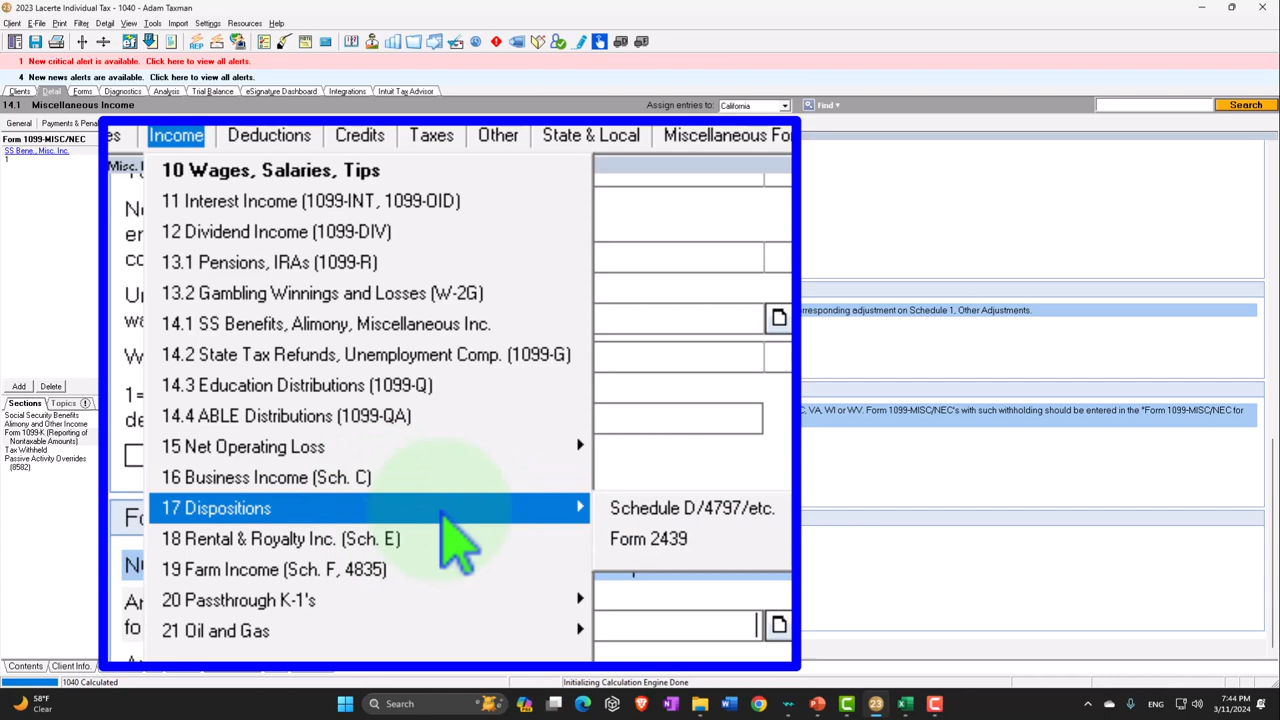 2023 Lacerte Individual Tax - 1040 - Adam Taxman
Client E-File Print Filter Detail View Tools Settings Resources Help
1 New critical alert is available. Click here to view all alerts.
4 New news alerts are available. Click here to view all alerts.
Clients Detail Forms Diagnostics Analysis Trial Balance eSignature Dashboard Integrations Intuit Tax Advisor
14.1 Miscellaneous Income Assign entries to: California Find Search
General Payments & Pena
Form 1099-MISC/NEC
SS Bene., Misc. Inc.
1
Income Deductions Credits Taxes Other State & Local Miscellaneous Fo
10 Wages, Salaries, Tips
11 Interest Income (1099-INT, 1099-OID)
12 Dividend Income (1099-DIV)
13.1 Pensions, IRAs (1099-R)
13.2 Gambling Winnings and Losses (W-2G)
14.1 SS Benefits, Alimony, Miscellaneous Inc.
14.2 State Tax Refunds, Unemployment Comp. (1099-G)
14.3 Education Distributions (1099-Q)
14.4 ABLE Distributions (1099-QA)
15 Net Operating Loss
16 Business Income (Sch. C)
17 Dispositions
18 Rental & Royalty Inc. (Sch. E)
19 Farm Income (Sch. F, 4835)
20 Passthrough K-1's
21 Oil and Gas
Schedule D/4797/etc.
Form 2439
rresponding adjustment on Schedule 1, Other Adjustments.
C, VA, WI or WV. Form 1099-MISC/NEC's with such withholding should be entered in the "Form 1099-MISC/NEC for
Add Delete
Sections Topics
Social Security Benefits
Alimony and Other Income
Form 1099-K (Reporting of
Nontaxable Amounts)
Tax Withheld
Passive Activity Overrides
(8582)
Contents Client Info.
1040 Calculated Initializing Calculation Engine Done
58°F
Clear
Search
ENG
7:44 PM
3/11/2024